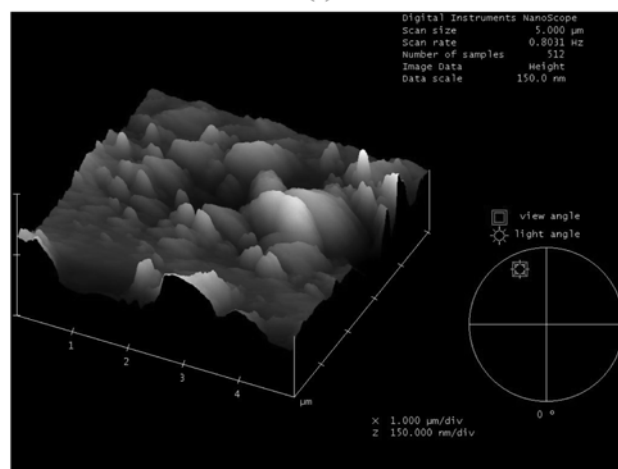 Digital Instruments NanoScope
Scan size 5.000 µm
Scan rate 0.8031 Hz
Number of samples 512
Image Data Height
Data scale 150.0 nm
view angle
light angle
1
2
3
4
µm
X 1.000 µm/div
Z 150.000 nm/div
0 º